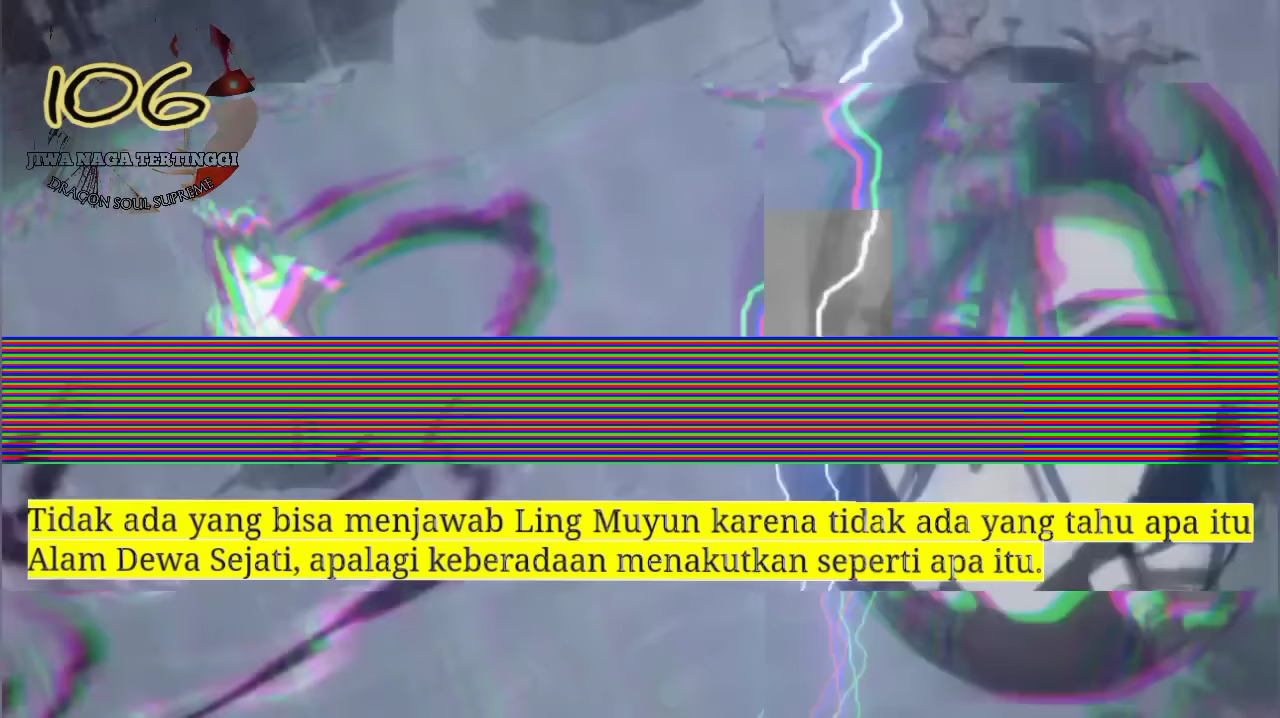 106
JIWA NAGA TERTINGGI
DRAGON SOUL SUPREME
Tidak ada yang bisa menjawab Ling Muyun karena tidak ada yang tahu apa itu
Alam Dewa Sejati, apalagi keberadaan menakutkan seperti apa itu.